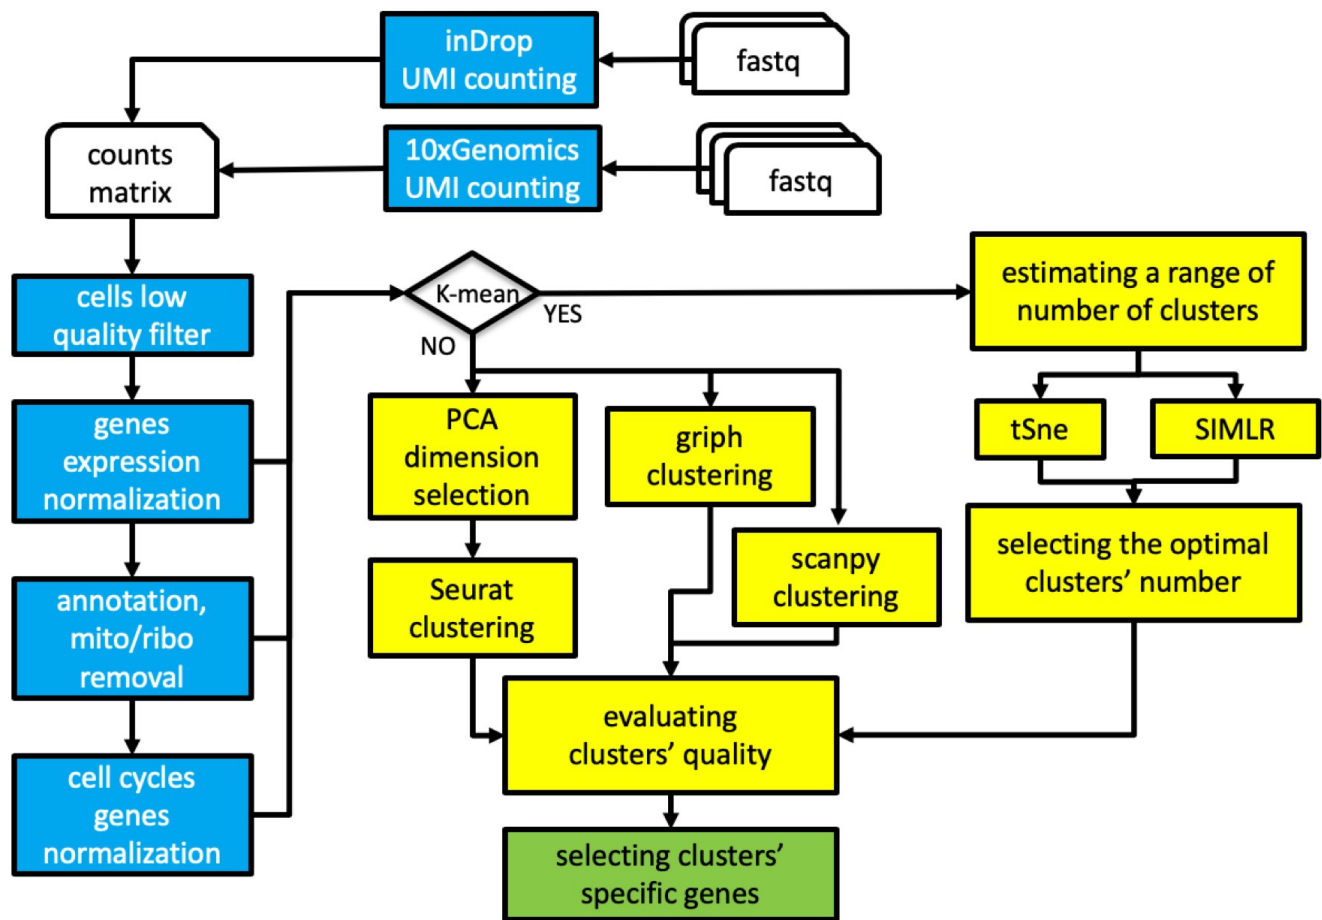 inDrop
UMI counting
fastq
10xGenomics
UMI counting
fastq
counts
matrix
cells low
quality filter
genes
expression
normalization
annotation,
mito/ribo
removal
cell cycles
genes
normalization
K-mean
YES
NO
PCA
dimension
selection
Seurat
clustering
griph
clustering
scanpy
clustering
estimating a range of
number of clusters
tSne
SIMLR
selecting the optimal
clusters’ number
evaluating
clusters’ quality
selecting clusters’
specific genes